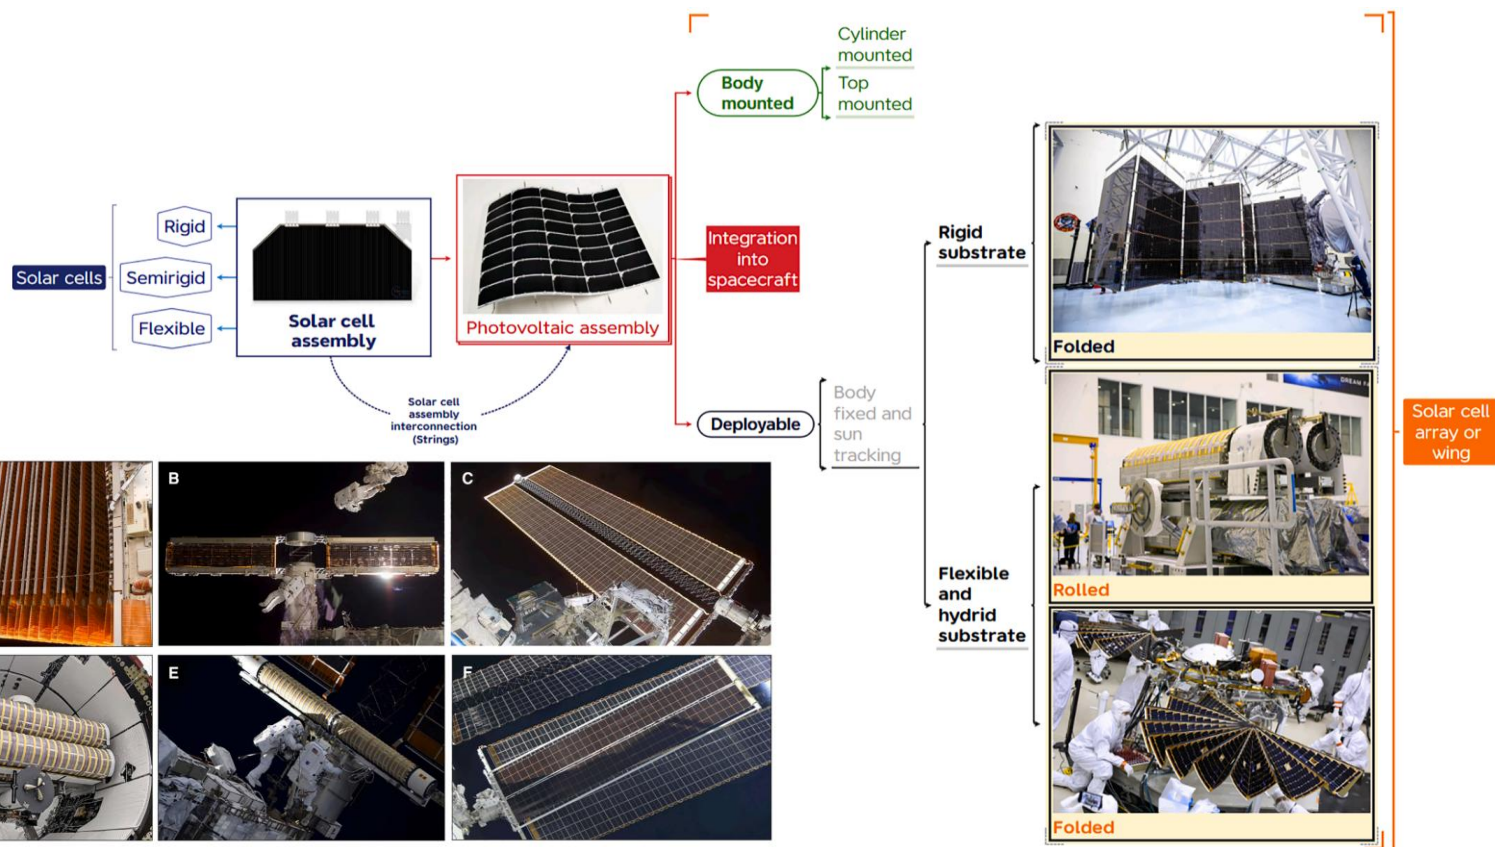 Cylinder
mounted
Body
mounted
Top
mounted
Solar cells
Rigid
Semirigid
Flexible
Solar cell
assembly
Photovoltaic assembly
Solar cell
assembly
interconnection
(Strings)
Integration
into
spacecraft
Deployable
Body
fixed and
sun
tracking
Rigid
substrate
Folded
Flexible
and
hydrid
substrate
DREAM
Rolled
Folded
Solar cell
array or
wing
B
C
E
F